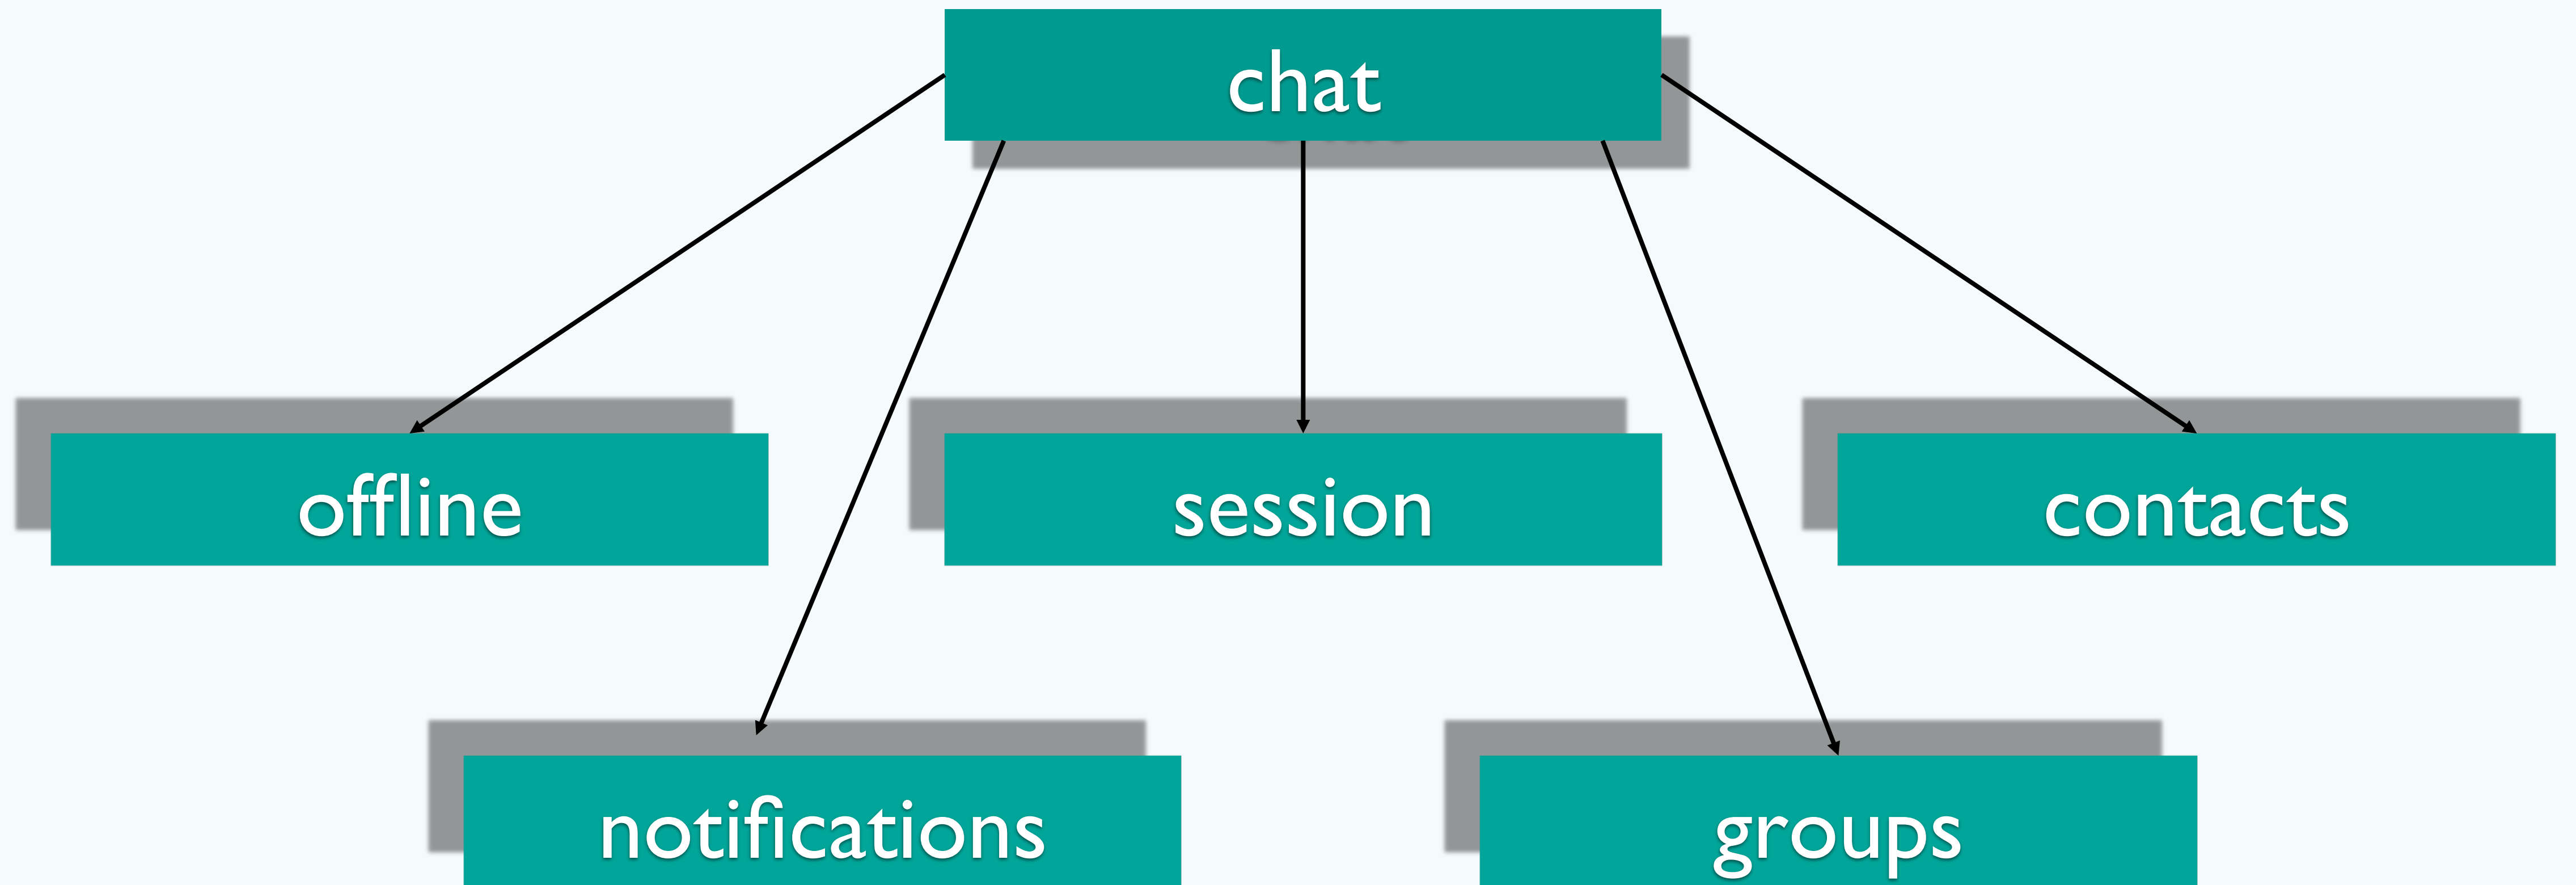 chat
offline
session
contacts
notifications
groups